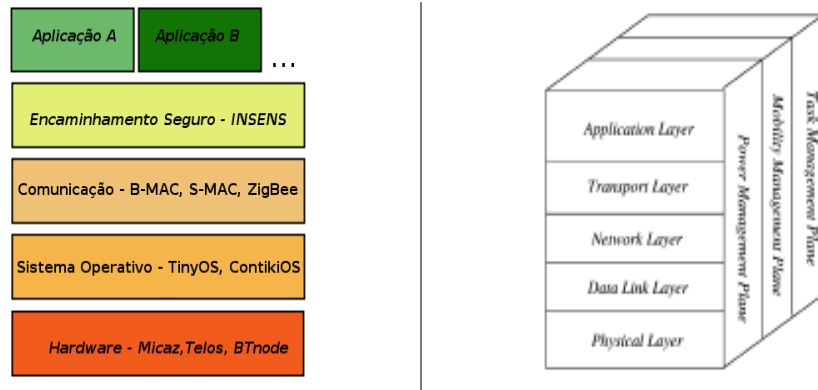 Aplicação A
Aplicação B
...
Encaminhamento Seguro - INSENS
Comunicação - B-MAC, S-MAC, ZigBee
Sistema Operativo - TinyOS, ContikiOS
Hardware - Micaz,Telos, BTnode
Application Layer
Transport Layer
Network Layer
Data Link Layer
Physical Layer
Power Management Plane
Mobility Management Plane
Task Management Plane